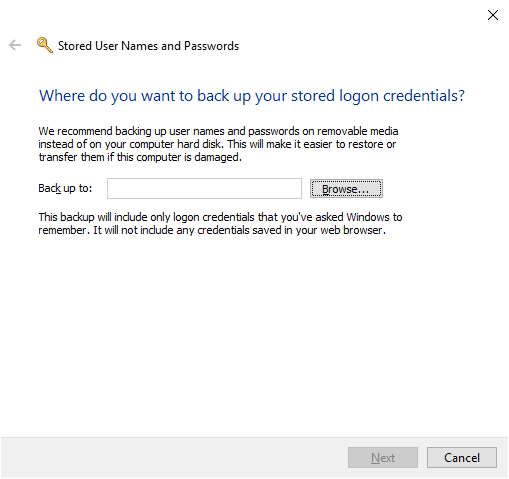 Stored User Names and Passwords
Where do you want to back up your stored logon credentials?
We recommend backing up user names and passwords on removable media
instead of on your computer hard disk. This will make it easier to restore or
transfer them if this computer is damaged.
Back up to: Browse...
This backup will include only logon credentials that you've asked Windows to
remember. It will not include any credentials saved in your web browser.
Next Cancel